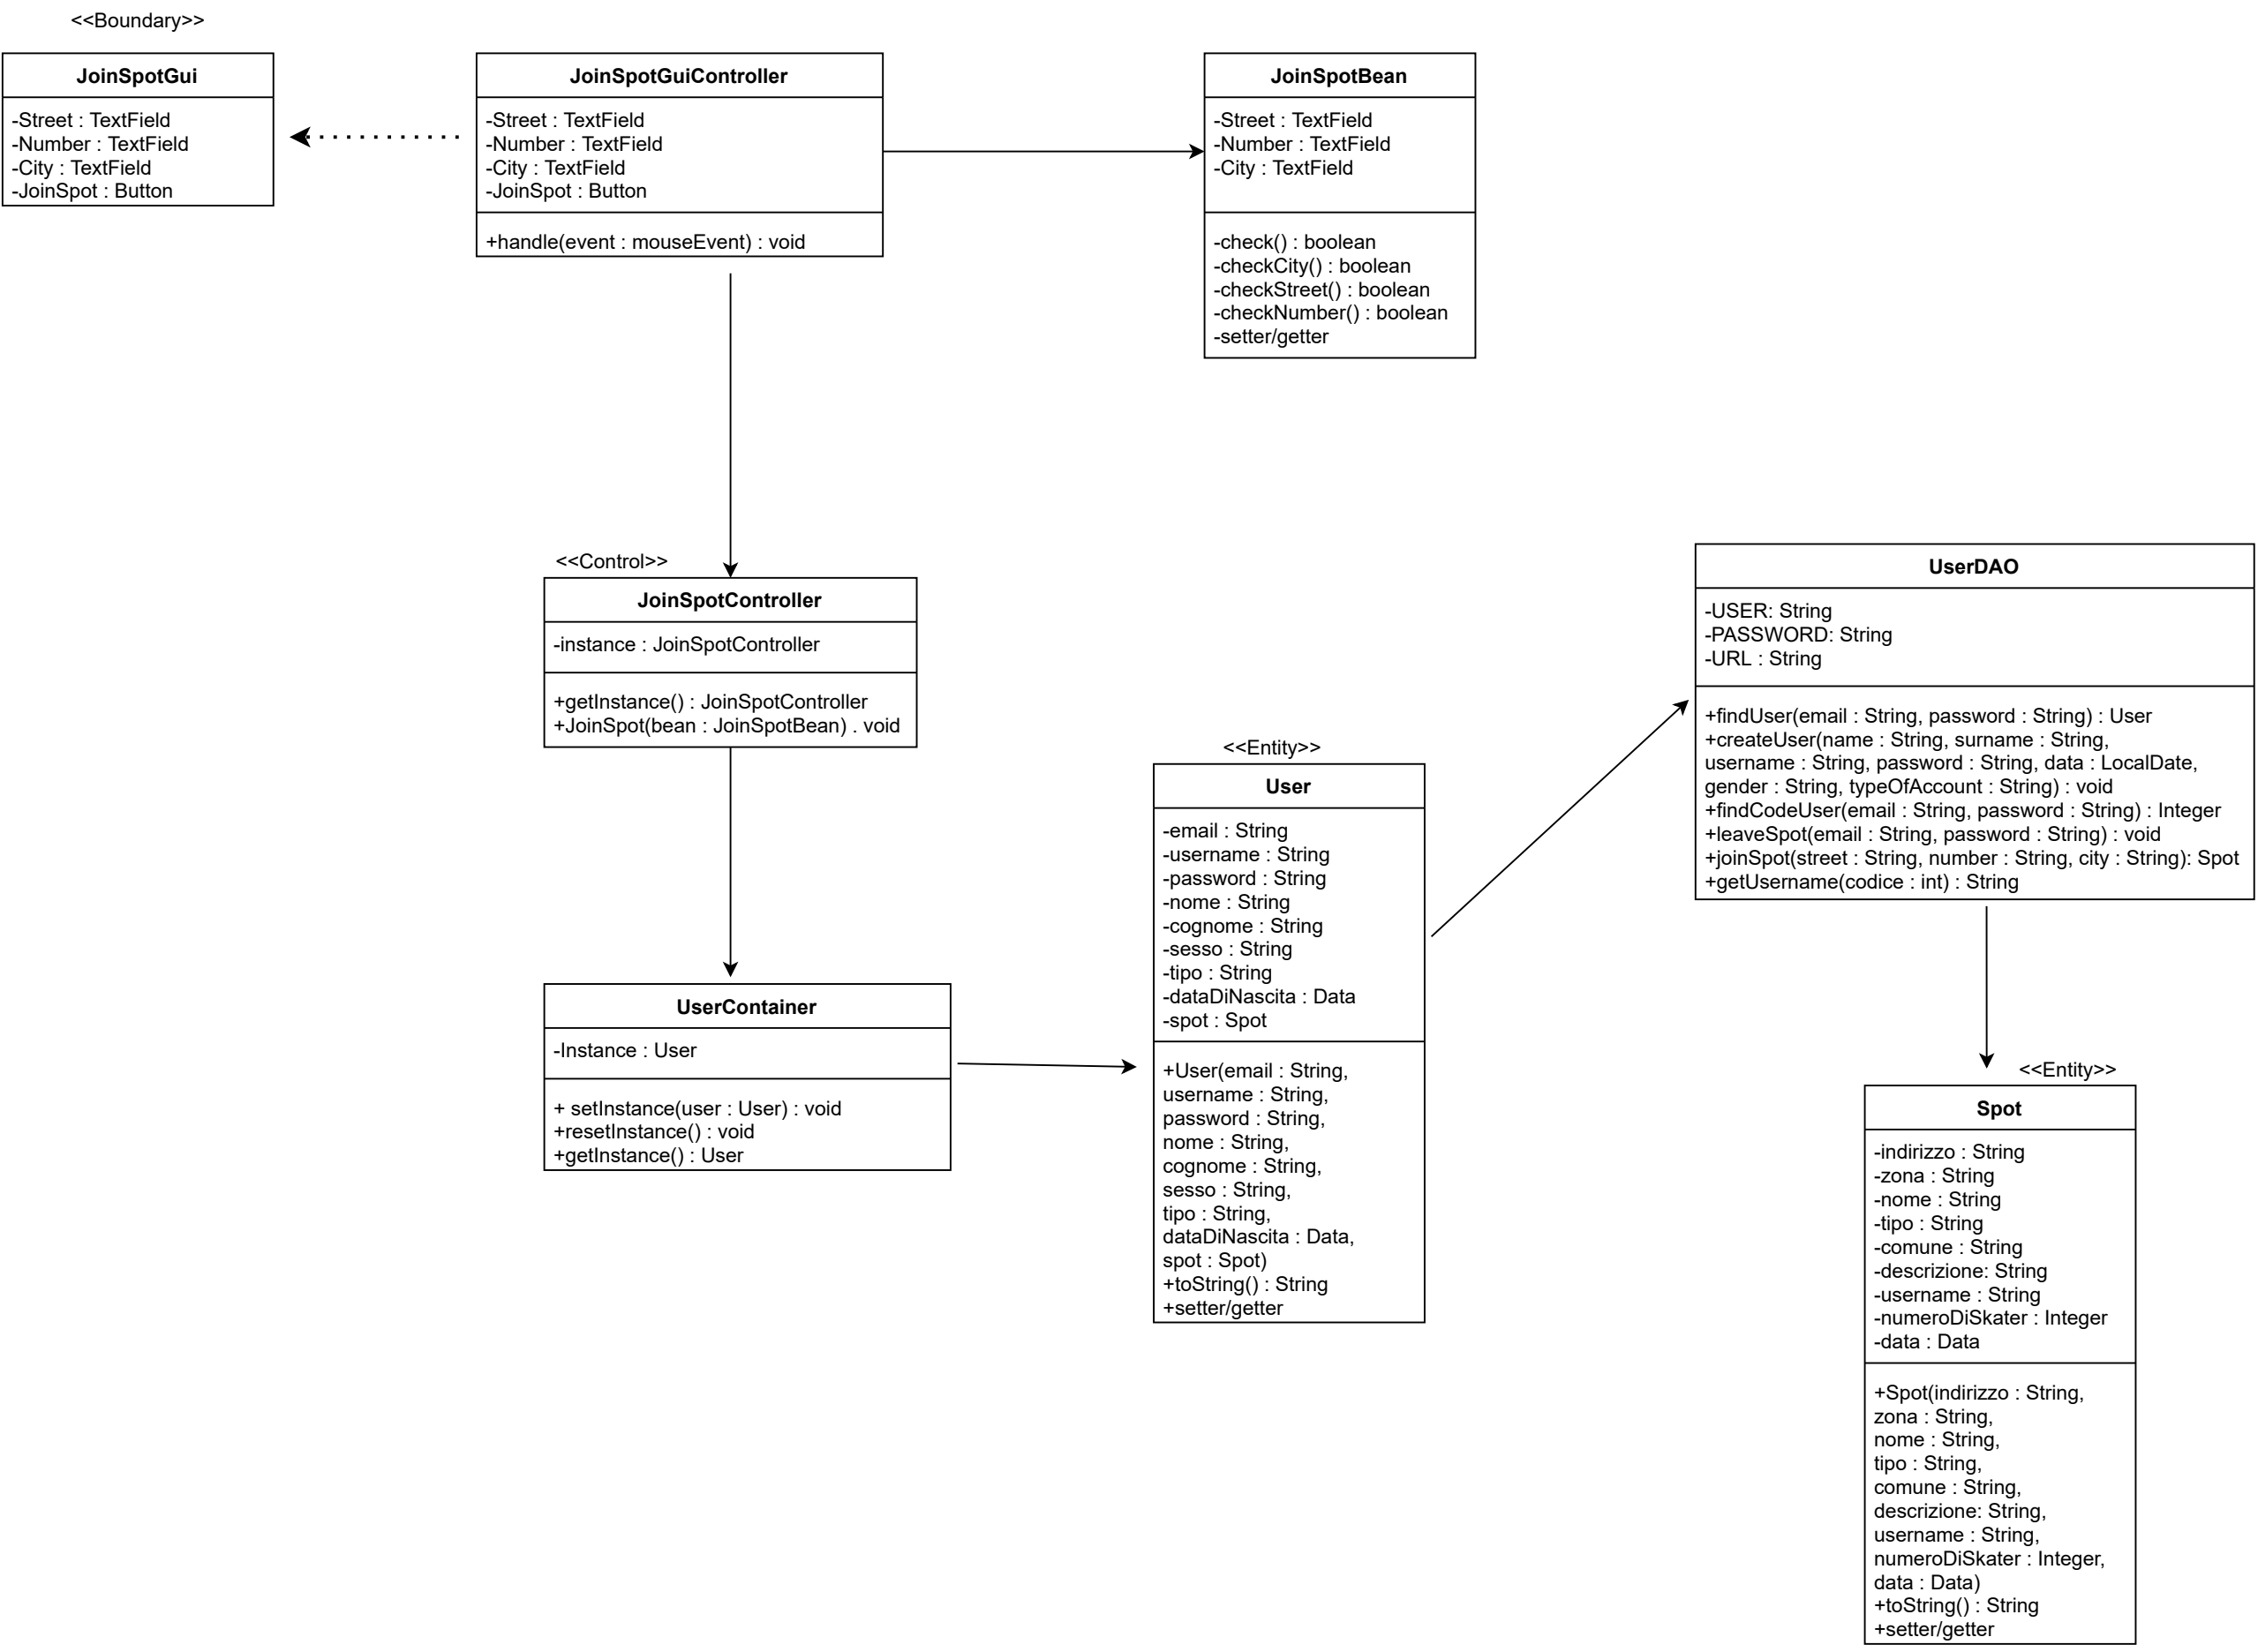 <<Boundary>>
JoinSpotGui
-Street : TextField
-Number : TextField
-City : TextField
-JoinSpot : Button
JoinSpotGuiController
-Street : TextField
-Number : TextField
-City : TextField
-JoinSpot : Button
+handle(event : mouseEvent) : void
JoinSpotBean
-Street : TextField
-Number : TextField
-City : TextField
-check() : boolean
-checkCity() : boolean
-checkStreet() : boolean
-checkNumber() : boolean
-setter/getter
<<Control>>
JoinSpotController
-instance : JoinSpotController
+getInstance() : JoinSpotController
+JoinSpot(bean : JoinSpotBean) . void
UserContainer
-Instance : User
+ setInstance(user : User) : void
+resetInstance() : void
+getInstance() : User
<<Entity>>
User
-email : String
-username : String
-password : String
-nome : String
-cognome : String
-sesso : String
-tipo : String
-dataDiNascita : Data
-spot : Spot
+User(email : String,
username : String,
password : String,
nome : String,
cognome : String,
sesso : String,
tipo : String,
dataDiNascita : Data,
spot : Spot)
+toString() : String
+setter/getter
UserDAO
-USER: String
-PASSWORD: String
-URL : String
+findUser(email : String, password : String) : User
+createUser(name : String, surname : String,
username : String, password : String, data : LocalDate,
gender : String, typeOfAccount : String) : void
+findCodeUser(email : String, password : String) : Integer
+leaveSpot(email : String, password : String) : void
+joinSpot(street : String, number : String, city : String): Spot
+getUsername(codice : int) : String
<<Entity>>
Spot
-indirizzo : String
-zona : String
-nome : String
-tipo : String
-comune : String
-descrizione: String
-username : String
-numeroDiSkater : Integer
-data : Data
+Spot(indirizzo : String,
zona : String,
nome : String,
tipo : String,
comune : String,
descrizione: String,
username : String,
numeroDiSkater : Integer,
data : Data)
+toString() : String
+setter/getter